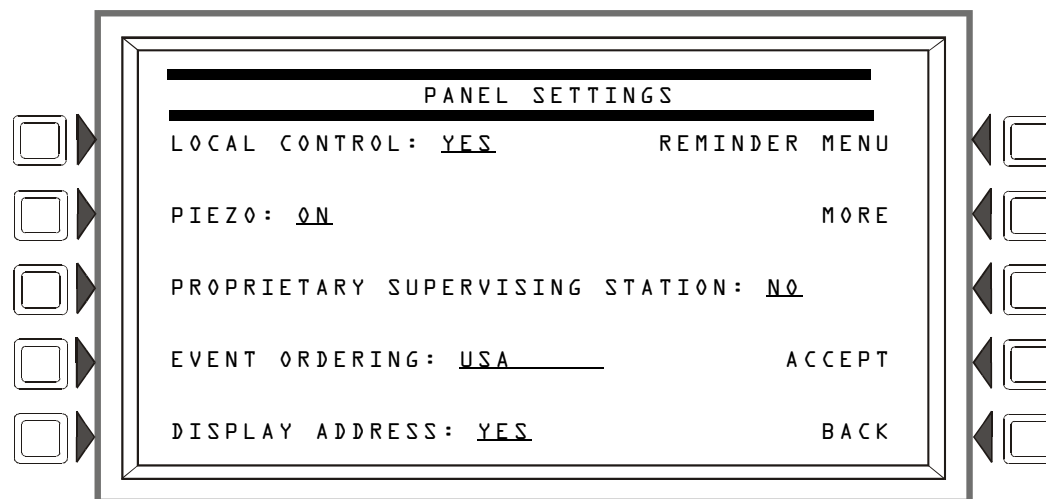 PANEL SETTINGS
LOCAL CONTROL: YES REMINDER MENU
PIEZO: ON MORE
PROPRIETARY SUPERVISING STATION: NO
EVENT ORDERING: USA ACCEPT
DISPLAY ADDRESS: YES BACK